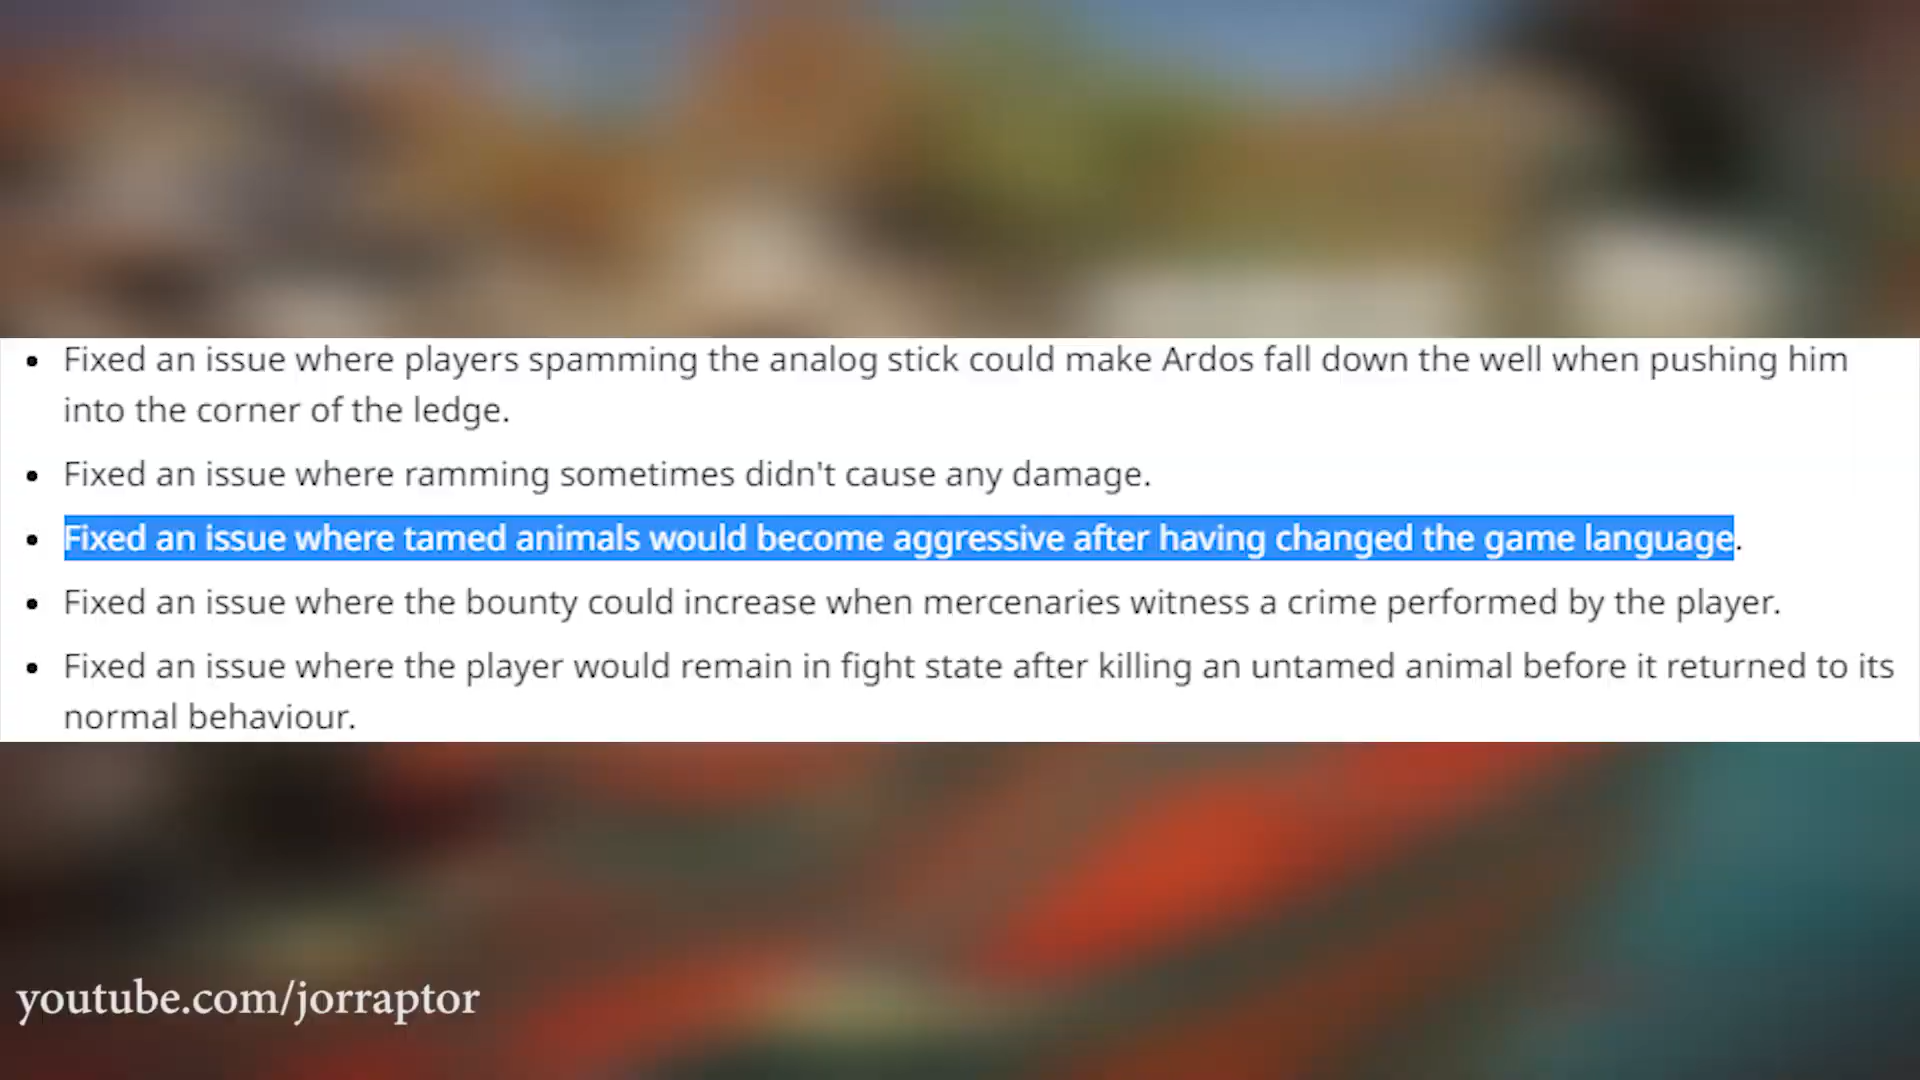 • Fixed an issue where players spamming the analog stick could make Ardos fall down the well when pushing him
into the corner of the ledge.
• Fixed an issue where ramming sometimes didn't cause any damage.
• Fixed an issue where tamed animals would become aggressive after having changed the game language.
• Fixed an issue where the bounty could increase when mercenaries witness a crime performed by the player.
• Fixed an issue where the player would remain in fight state after killing an untamed animal before it returned to its
normal behaviour.
youtube.com/jorraptor